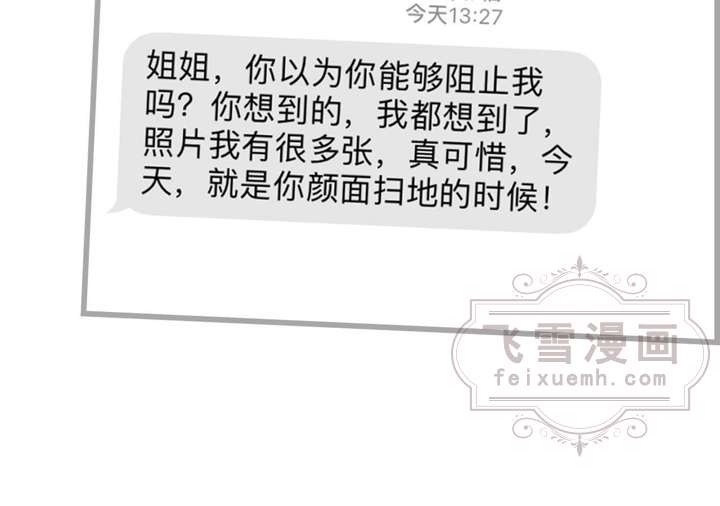 今天13:27
姐姐，你以为你能够阻止我
吗？你想到的，我都想到了，
照片我有很多张，真可惜，今
天，就是你颜面扫地的时候！
飞雪漫画
feixuemh.com